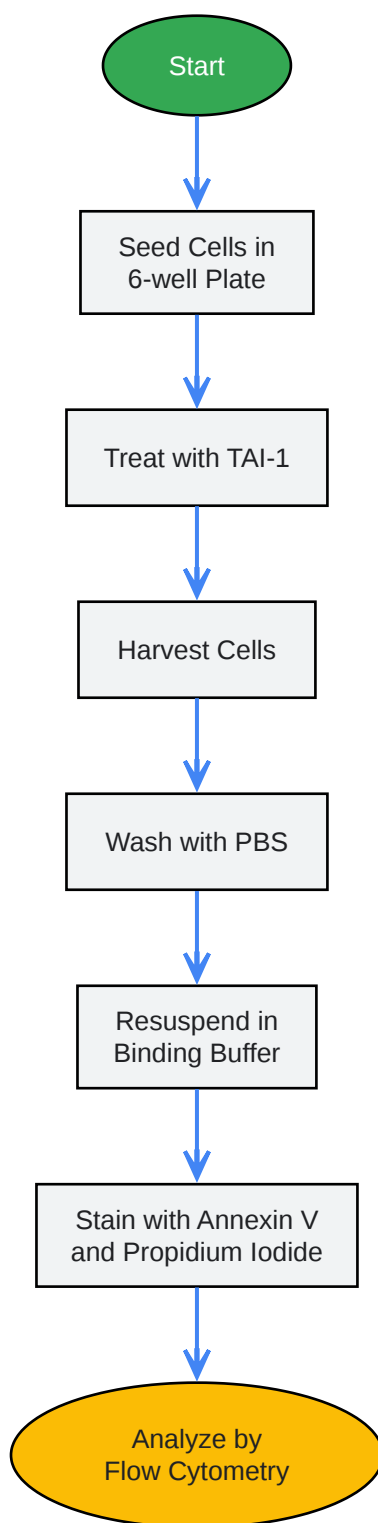 Start
Seed Cells in
6-well Plate
Treat with TAI-1
Harvest Cells
Wash with PBS
Resuspend in
Binding Buffer
Stain with Annexin V
and Propidium Iodide
Analyze by
Flow Cytometry